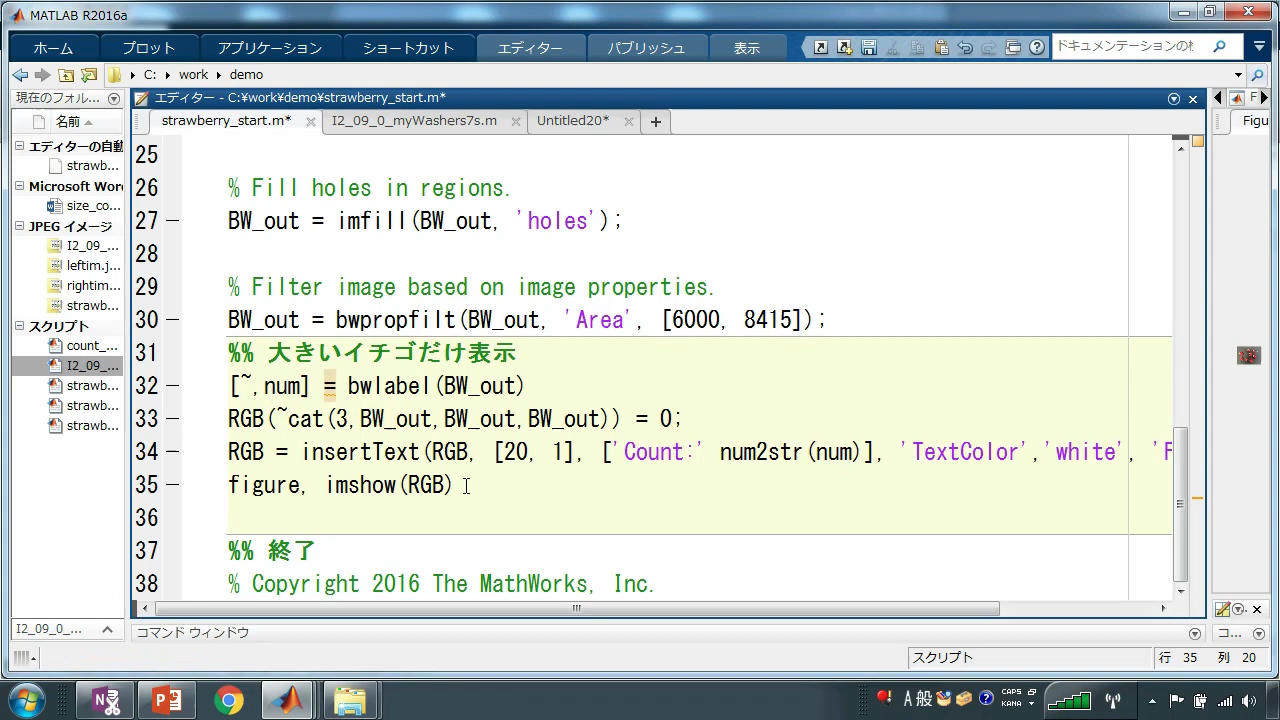 MATLAB R2016a
ホーム プロット アプリケーション ショートカット エディター パブリッシュ 表示 ドキュメンテーションの検
C: work demo
現在のフォル...
エディター - C:¥work¥demo¥strawberry_start.m*
名前
strawberry_start.m* I2_09_0_myWashers7s.m Untitled20* Figu
エディターの自動
strawb...
Microsoft Word
size_co...
JPEG イメージ
I2_09_...
leftim.j...
rightim...
strawb...
スクリプト
count_...
I2_09_...
strawb...
strawb...
strawb...
25
26 % Fill holes in regions.
27 BW_out = imfill(BW_out, 'holes');
28
29 % Filter image based on image properties.
30 BW_out = bwpropfilt(BW_out, 'Area', [6000, 8415]);
31 %% 大きいイチゴだけ表示
32 [~,num] = bwlabel(BW_out)
33 RGB(~cat(3,BW_out,BW_out,BW_out)) = 0;
34 RGB = insertText(RGB, [20, 1], ['Count:' num2str(num)], 'TextColor','white', 'F
35 figure, imshow(RGB)
36
37 %% 終了
38 % Copyright 2016 The MathWorks, Inc.
I2_09_0_...
コマンド ウィンドウ
コ...
スクリプト 行 35 列 20
A 般 CAPS KANA